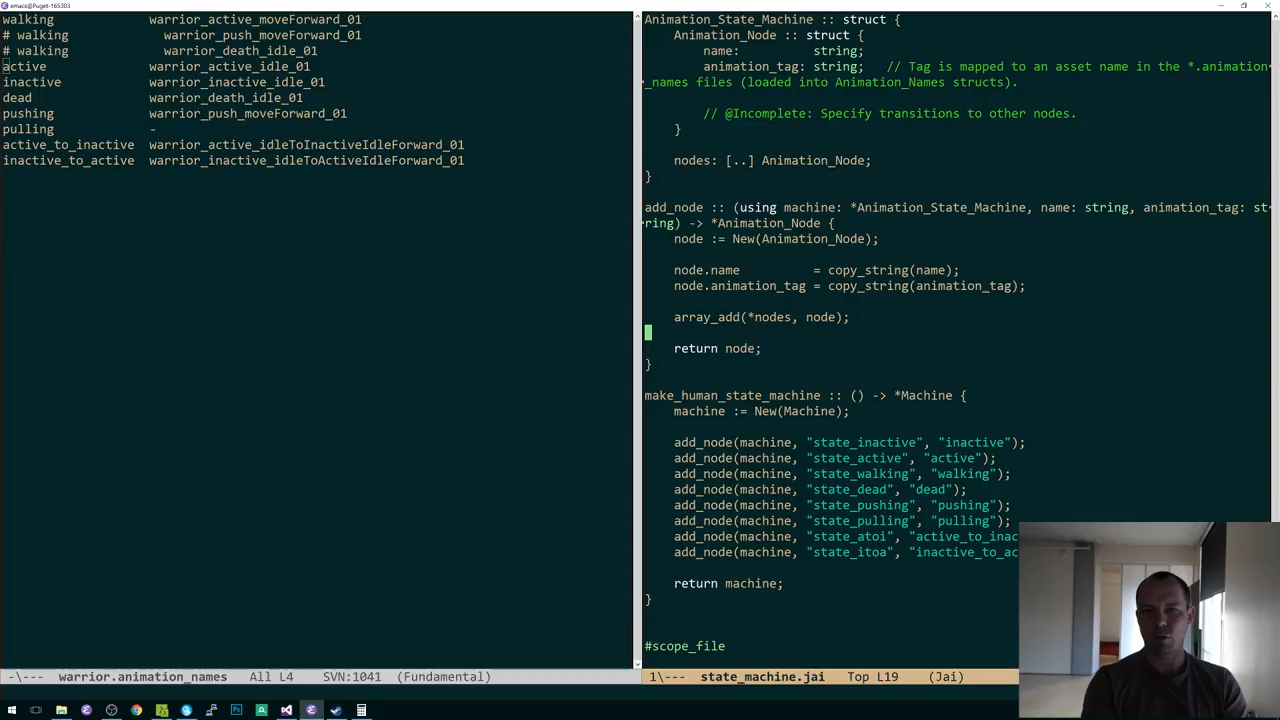 emacs@Puget-165303
walking             warrior_active_moveForward_01
# walking             warrior_push_moveForward_01
# walking             warrior_death_idle_01
active              warrior_active_idle_01
inactive            warrior_inactive_idle_01
dead                warrior_death_idle_01
pushing             warrior_push_moveForward_01
pulling             -
active_to_inactive  warrior_active_idleToInactiveIdleForward_01
inactive_to_active  warrior_inactive_idleToActiveIdleForward_01
-\---  warrior.animation_names   All L4   SVN:1041  (Fundamental)
Animation_State_Machine :: struct {
    Animation_Node :: struct {
        name:          string;
        animation_tag: string;   // Tag is mapped to an asset name in the *.animation
_names files (loaded into Animation_Names structs).
        // @Incomplete: Specify transitions to other nodes.
    }
    nodes: [..] Animation_Node;
}
add_node :: (using machine: *Animation_State_Machine, name: string, animation_tag: st
ring) -> *Animation_Node {
    node := New(Animation_Node);
    node.name          = copy_string(name);
    node.animation_tag = copy_string(animation_tag);
    array_add(*nodes, node);
    return node;
}
make_human_state_machine :: () -> *Machine {
    machine := New(Machine);
    add_node(machine, "state_inactive", "inactive");
    add_node(machine, "state_active", "active");
    add_node(machine, "state_walking", "walking");
    add_node(machine, "state_dead", "dead");
    add_node(machine, "state_pushing", "pushing");
    add_node(machine, "state_pulling", "pulling");
    add_node(machine, "state_atoi", "active_to_inac
    add_node(machine, "state_itoa", "inactive_to_ac
    return machine;
}
#scope_file
1\---  state_machine.jai   Top L19   (Jai)